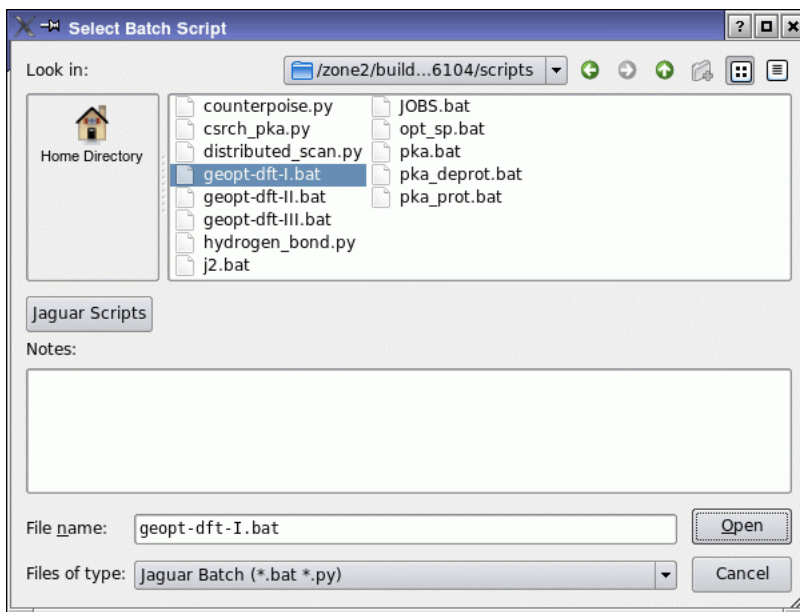 Select Batch Script
?
Look in:
/zone2/build...6104/scripts
Home Directory
counterpoise.py
csrch_pka.py
distributed_scan.py
geopt-dft-I.bat
geopt-dft-II.bat
geopt-dft-III.bat
hydrogen_bond.py
j2.bat
JOBS.bat
opt_sp.bat
pka.bat
pka_deprot.bat
pka_prot.bat
Jaguar Scripts
Notes:
File name:
geopt-dft-I.bat
Open
Files of type:
Jaguar Batch (*.bat *.py)
Cancel